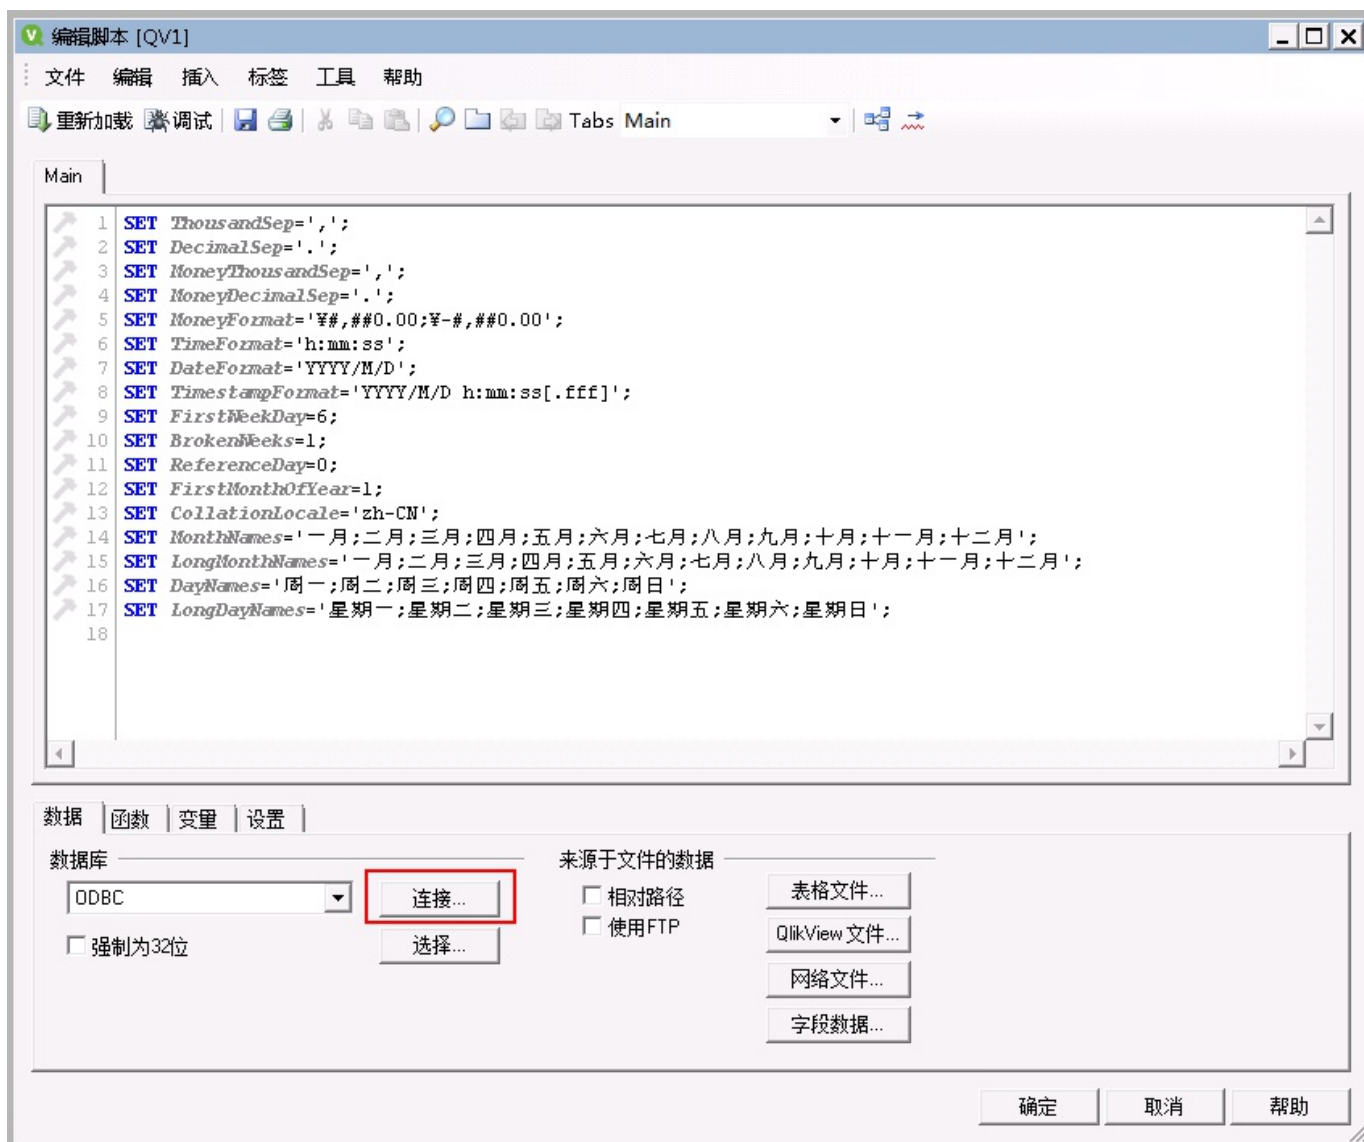 编辑脚本 [QV1]
文件 编辑 插入 标签 工具 帮助
重新加载 调试 Tabs Main
Main
1 SET ThousandSep=',';
2 SET DecimalSep='.';
3 SET MoneyThousandSep=',';
4 SET MoneyDecimalSep='.';
5 SET MoneyFormat='¥#,##0.00;¥-#,##0.00';
6 SET TimeFormat='h:mm:ss';
7 SET DateFormat='YYYY/M/D';
8 SET TimestampFormat='YYYY/M/D h:mm:ss[.fff]';
9 SET FirstWeekDay=6;
10 SET BrokenWeeks=1;
11 SET ReferenceDay=0;
12 SET FirstMonthOfYear=1;
13 SET CollationLocale='zh-CN';
14 SET MonthNames='一月;二月;三月;四月;五月;六月;七月;八月;九月;十月;十一月;十二月';
15 SET LongMonthNames='一月;二月;三月;四月;五月;六月;七月;八月;九月;十月;十一月;十二月';
16 SET DayNames='周一;周二;周三;周四;周五;周六;周日';
17 SET LongDayNames='星期一;星期二;星期三;星期四;星期五;星期六;星期日';
18
数据 函数 变量 设置
数据库 来源于文件的数据
ODBC 连接... 相对路径 表格文件...
使用FTP QlikView 文件...
强制为32位 选择...
网络文件...
字段数据...
确定 取消 帮助